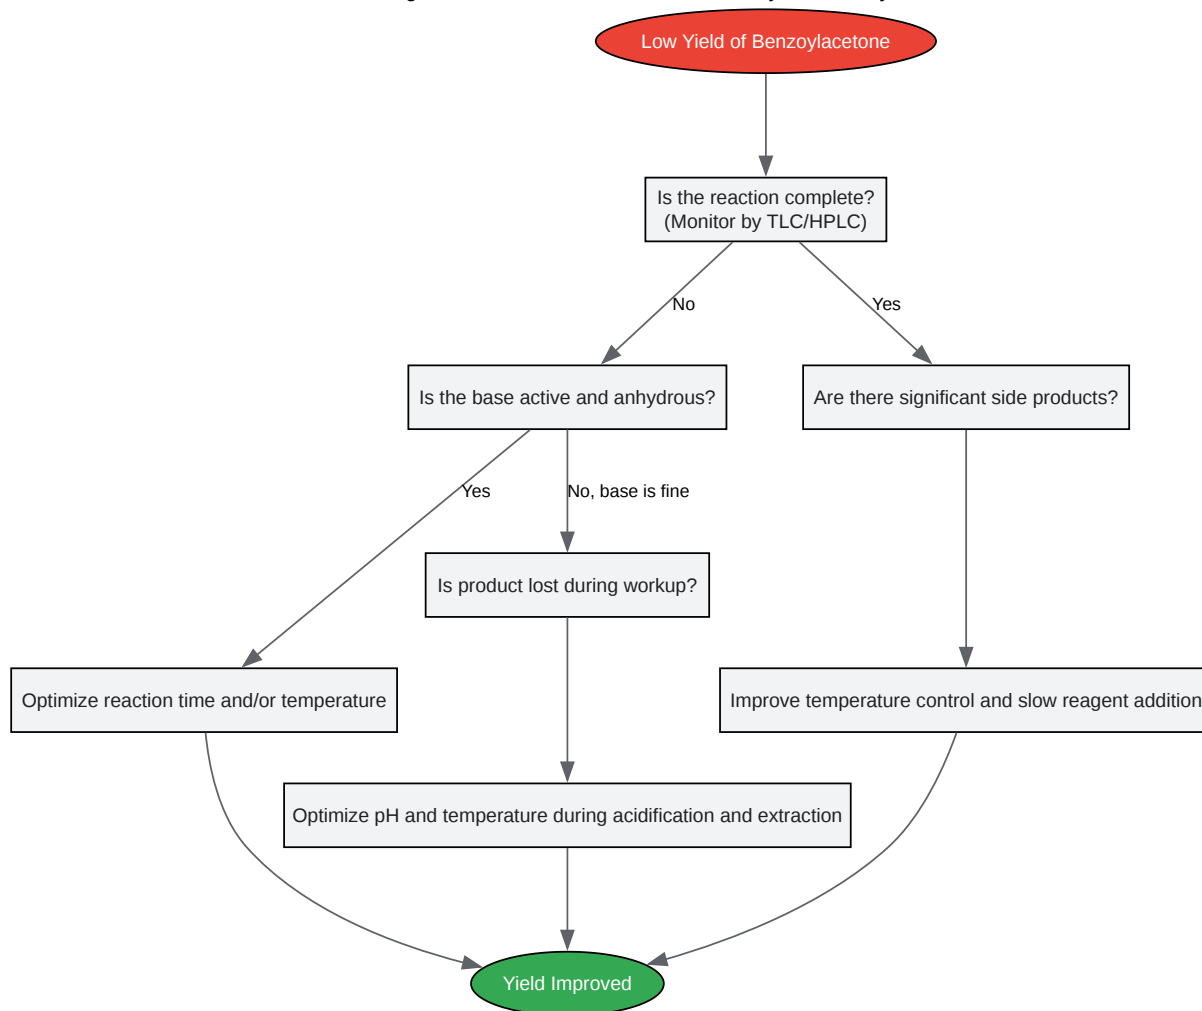 Low Yield of Benzoylacetone
Is the reaction complete?
(Monitor by TLC/HPLC)
No
Yes
Is the base active and anhydrous?
Are there significant side products?
Yes
No, base is fine
Is product lost during workup?
Optimize reaction time and/or temperature
Improve temperature control and slow reagent addition
Optimize pH and temperature during acidification and extraction
Yield Improved